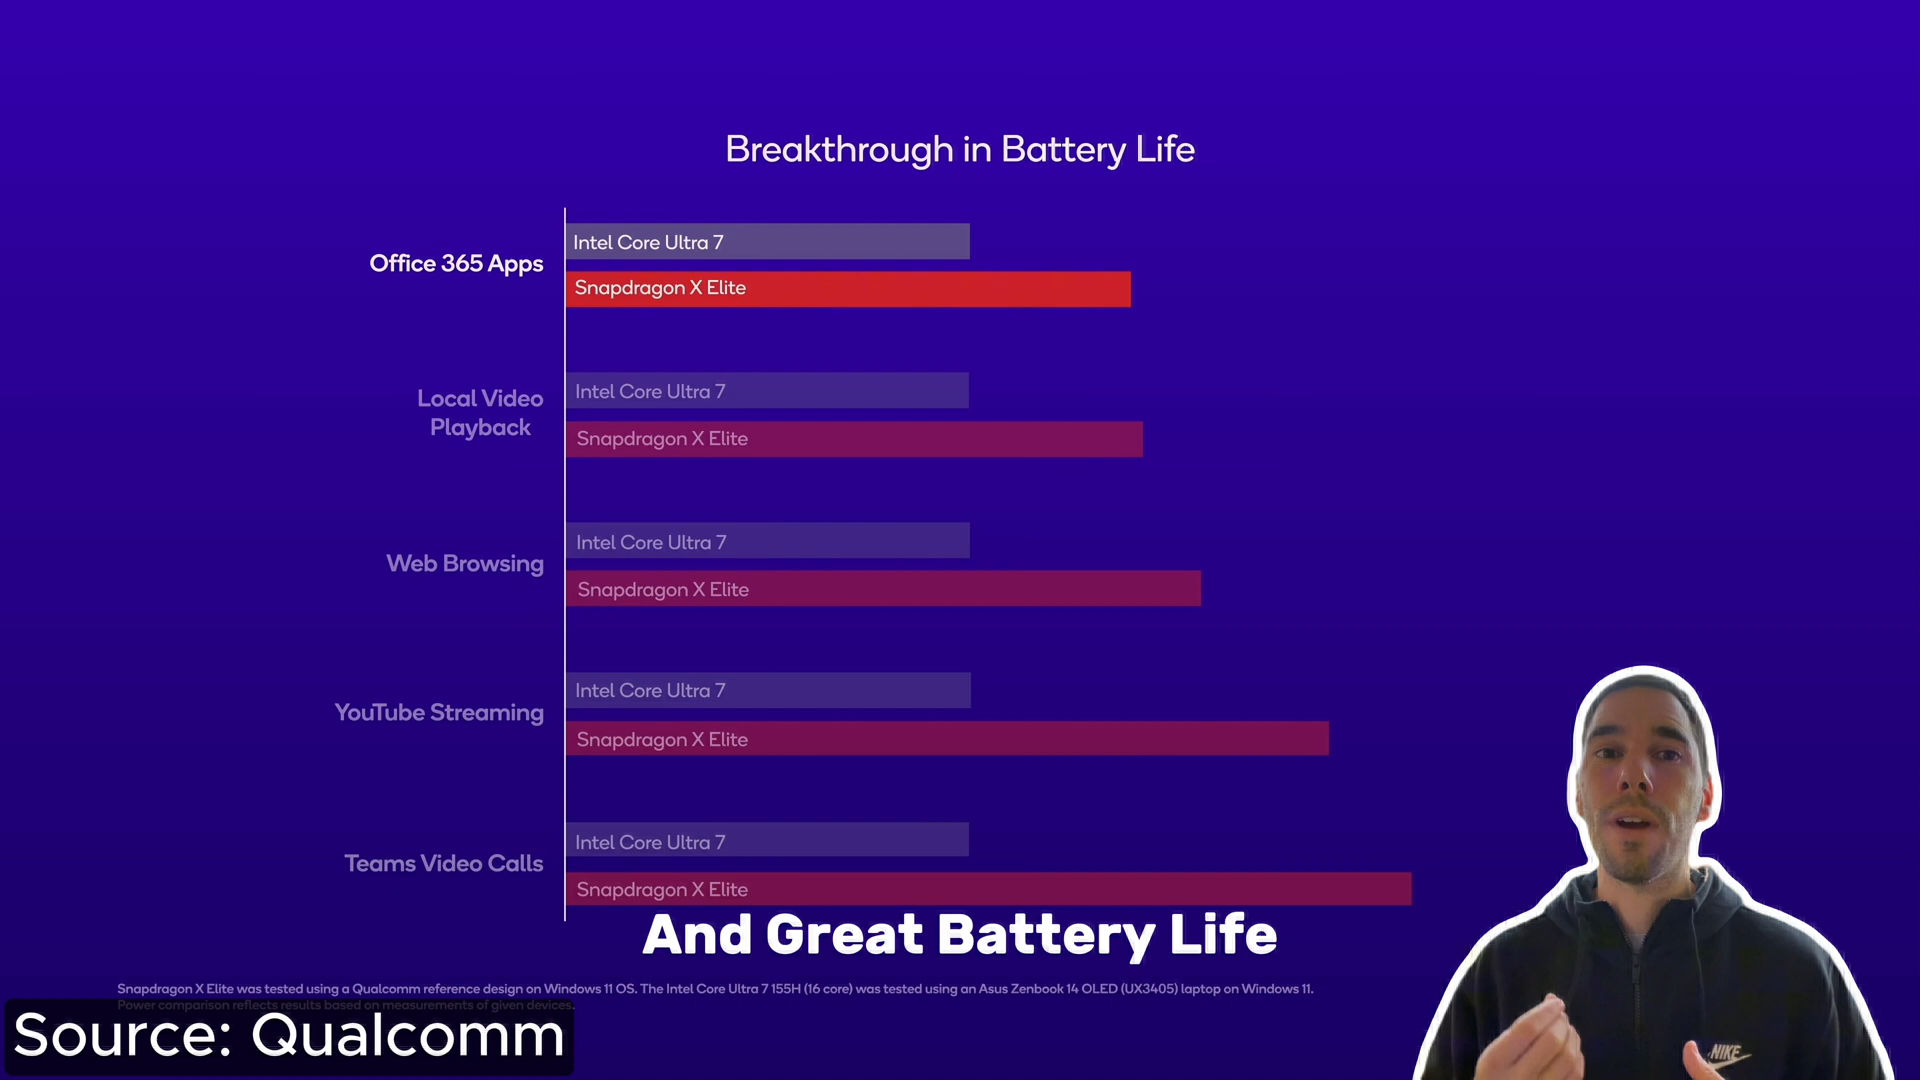 Breakthrough in Battery Life
Office 365 Apps
Intel Core Ultra 7
Snapdragon X Elite
Local Video
Playback
Intel Core Ultra 7
Snapdragon X Elite
Web Browsing
Intel Core Ultra 7
Snapdragon X Elite
YouTube Streaming
Intel Core Ultra 7
Snapdragon X Elite
Teams Video Calls
Intel Core Ultra 7
Snapdragon X Elite
And Great Battery Life
Snapdragon X Elite was tested using a Qualcomm reference design on Windows 11 OS. The Intel Core Ultra 7 155H (16 core) was tested using an Asus Zenbook 14 OLED (UX3405) laptop on Windows 11.
Power comparison reflects results based on measurements of given devices.
Source: Qualcomm
NIKE